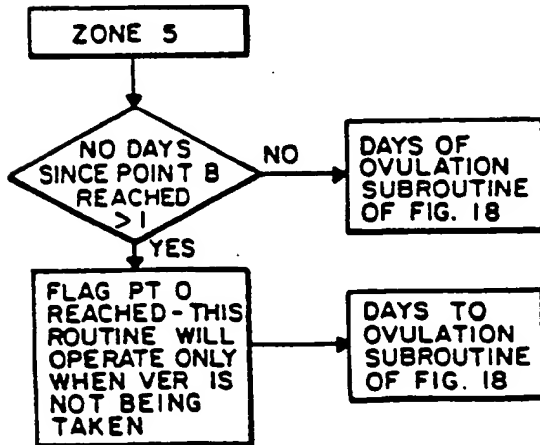 ZONE 5
NO DAYS
SINCE POINT B
REACHED
>1
NO
DAYS OF
OVULATION
SUBROUTINE
OF FIG. 18
YES
FLAG PT O
REACHED-THIS
ROUTINE WILL
OPERATE ONLY
WHEN VER IS
NOT BEING
TAKEN
DAYS TO
OVULATION
SUBROUTINE
OF FIG. 18